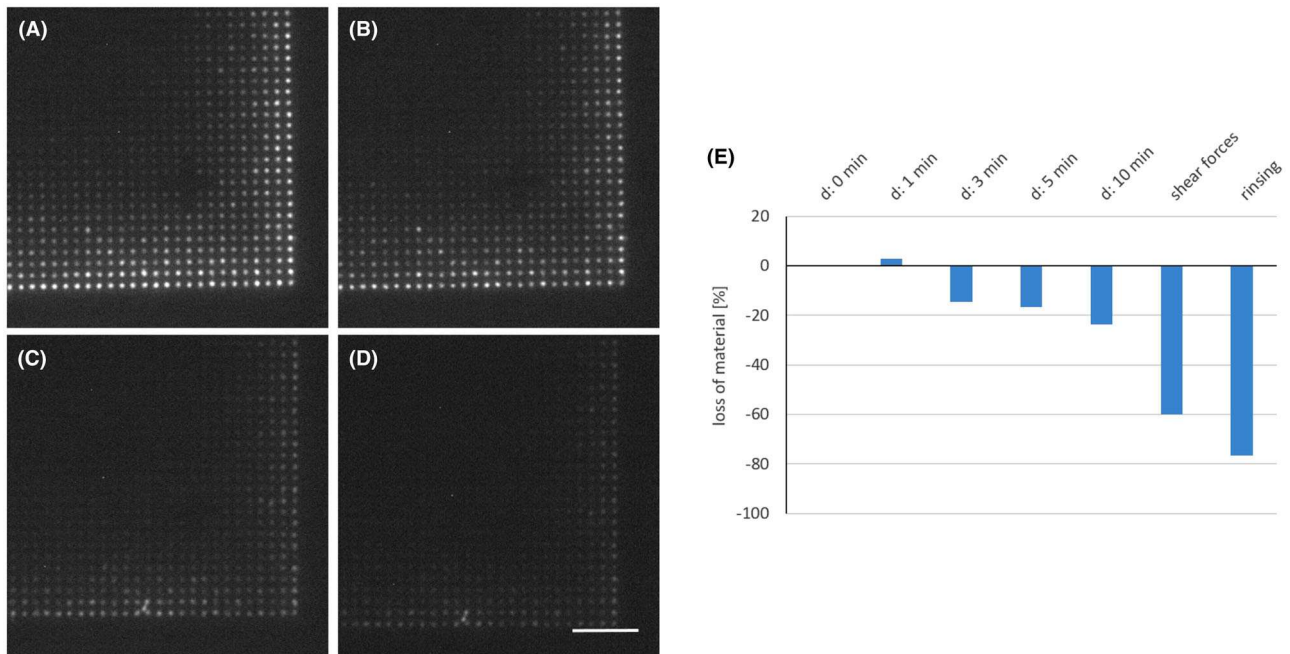 (A)
(B)
(C)
(D)
(E)
d: 0 min
d: 1 min
d: 3 min
d: 5 min
d: 10 min
shear forces
rinsing
loss of material [%]
20
0
-20
-40
-60
-80
-100